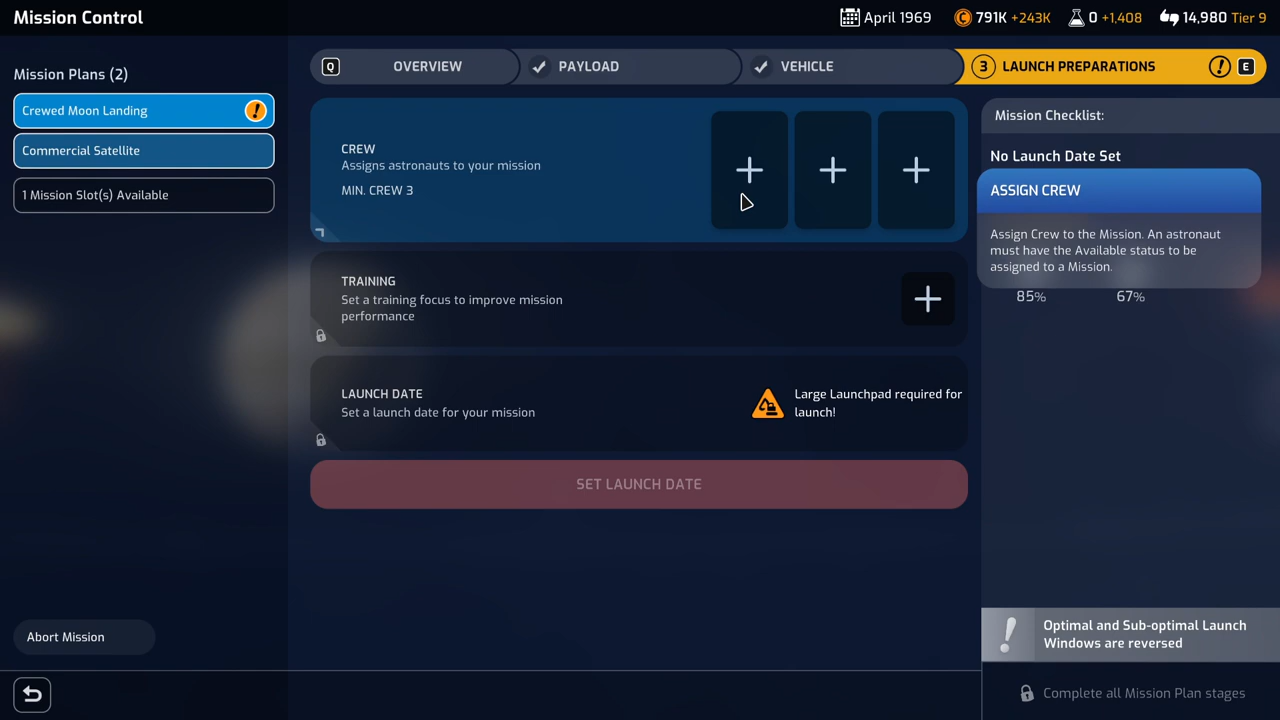 Mission Control
April 1969
791K +243K
0 +1,408
14,980 Tier 9
Mission Plans (2)
Crewed Moon Landing
Commercial Satellite
1 Mission Slot(s) Available
Abort Mission
Q
OVERVIEW
PAYLOAD
VEHICLE
3 LAUNCH PREPARATIONS
E
CREW
Assigns astronauts to your mission
MIN. CREW 3
TRAINING
Set a training focus to improve mission
performance
LAUNCH DATE
Set a launch date for your mission
Large Launchpad required for
launch!
SET LAUNCH DATE
Mission Checklist:
No Launch Date Set
ASSIGN CREW
Assign Crew to the Mission. An astronaut
must have the Available status to be
assigned to a Mission.
85% 67%
Optimal and Sub-optimal Launch
Windows are reversed
Complete all Mission Plan stages